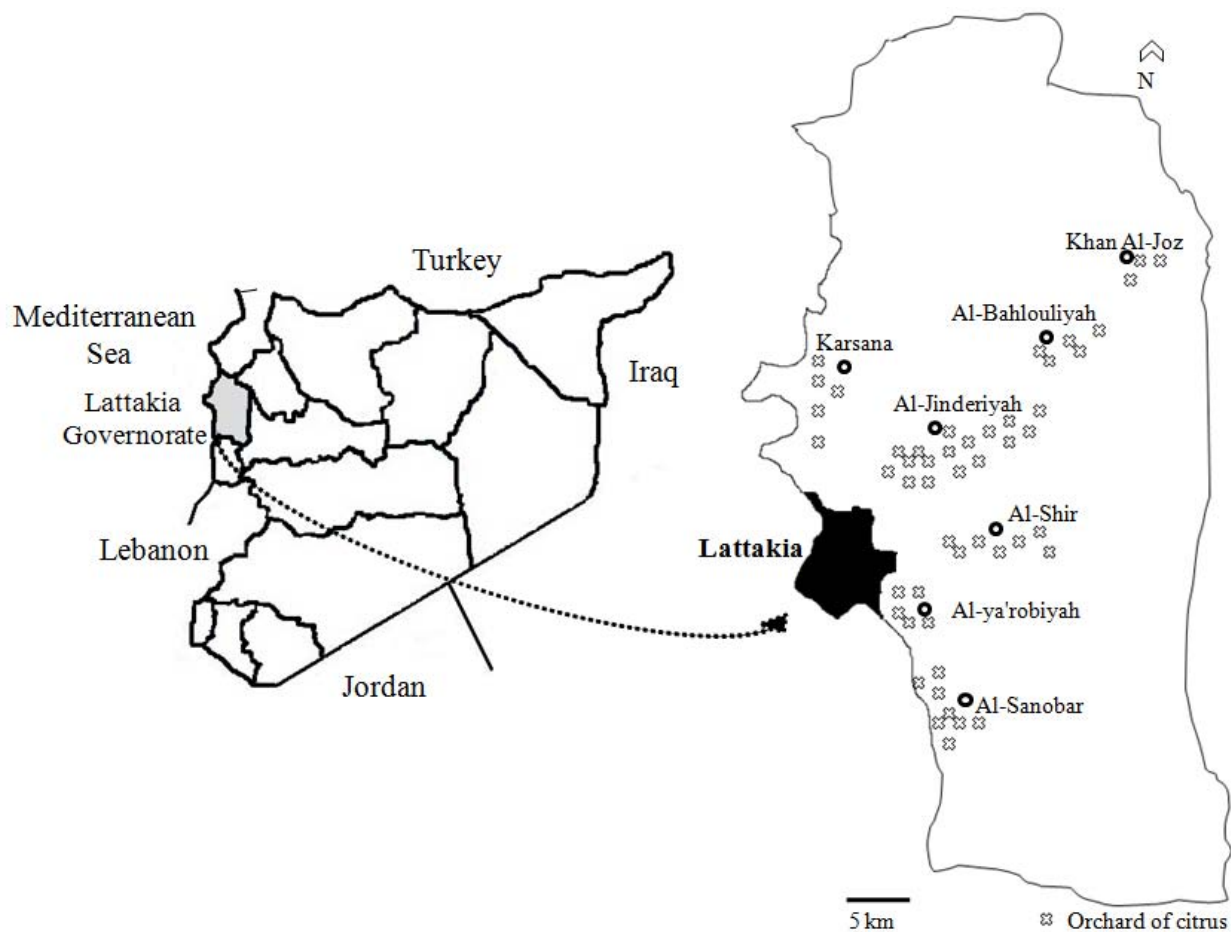 Turkey
Mediterranean
Sea
Iraq
Lattakia
Governorate
Lebanon
Jordan
N
Khan Al-Joz
Al-Bahlouliyah
Karsana
Al-Jinderiyah
Al-Shir
Lattakia
Al-ya'robiyah
Al-Sanobar
5 km
Orchard of citrus